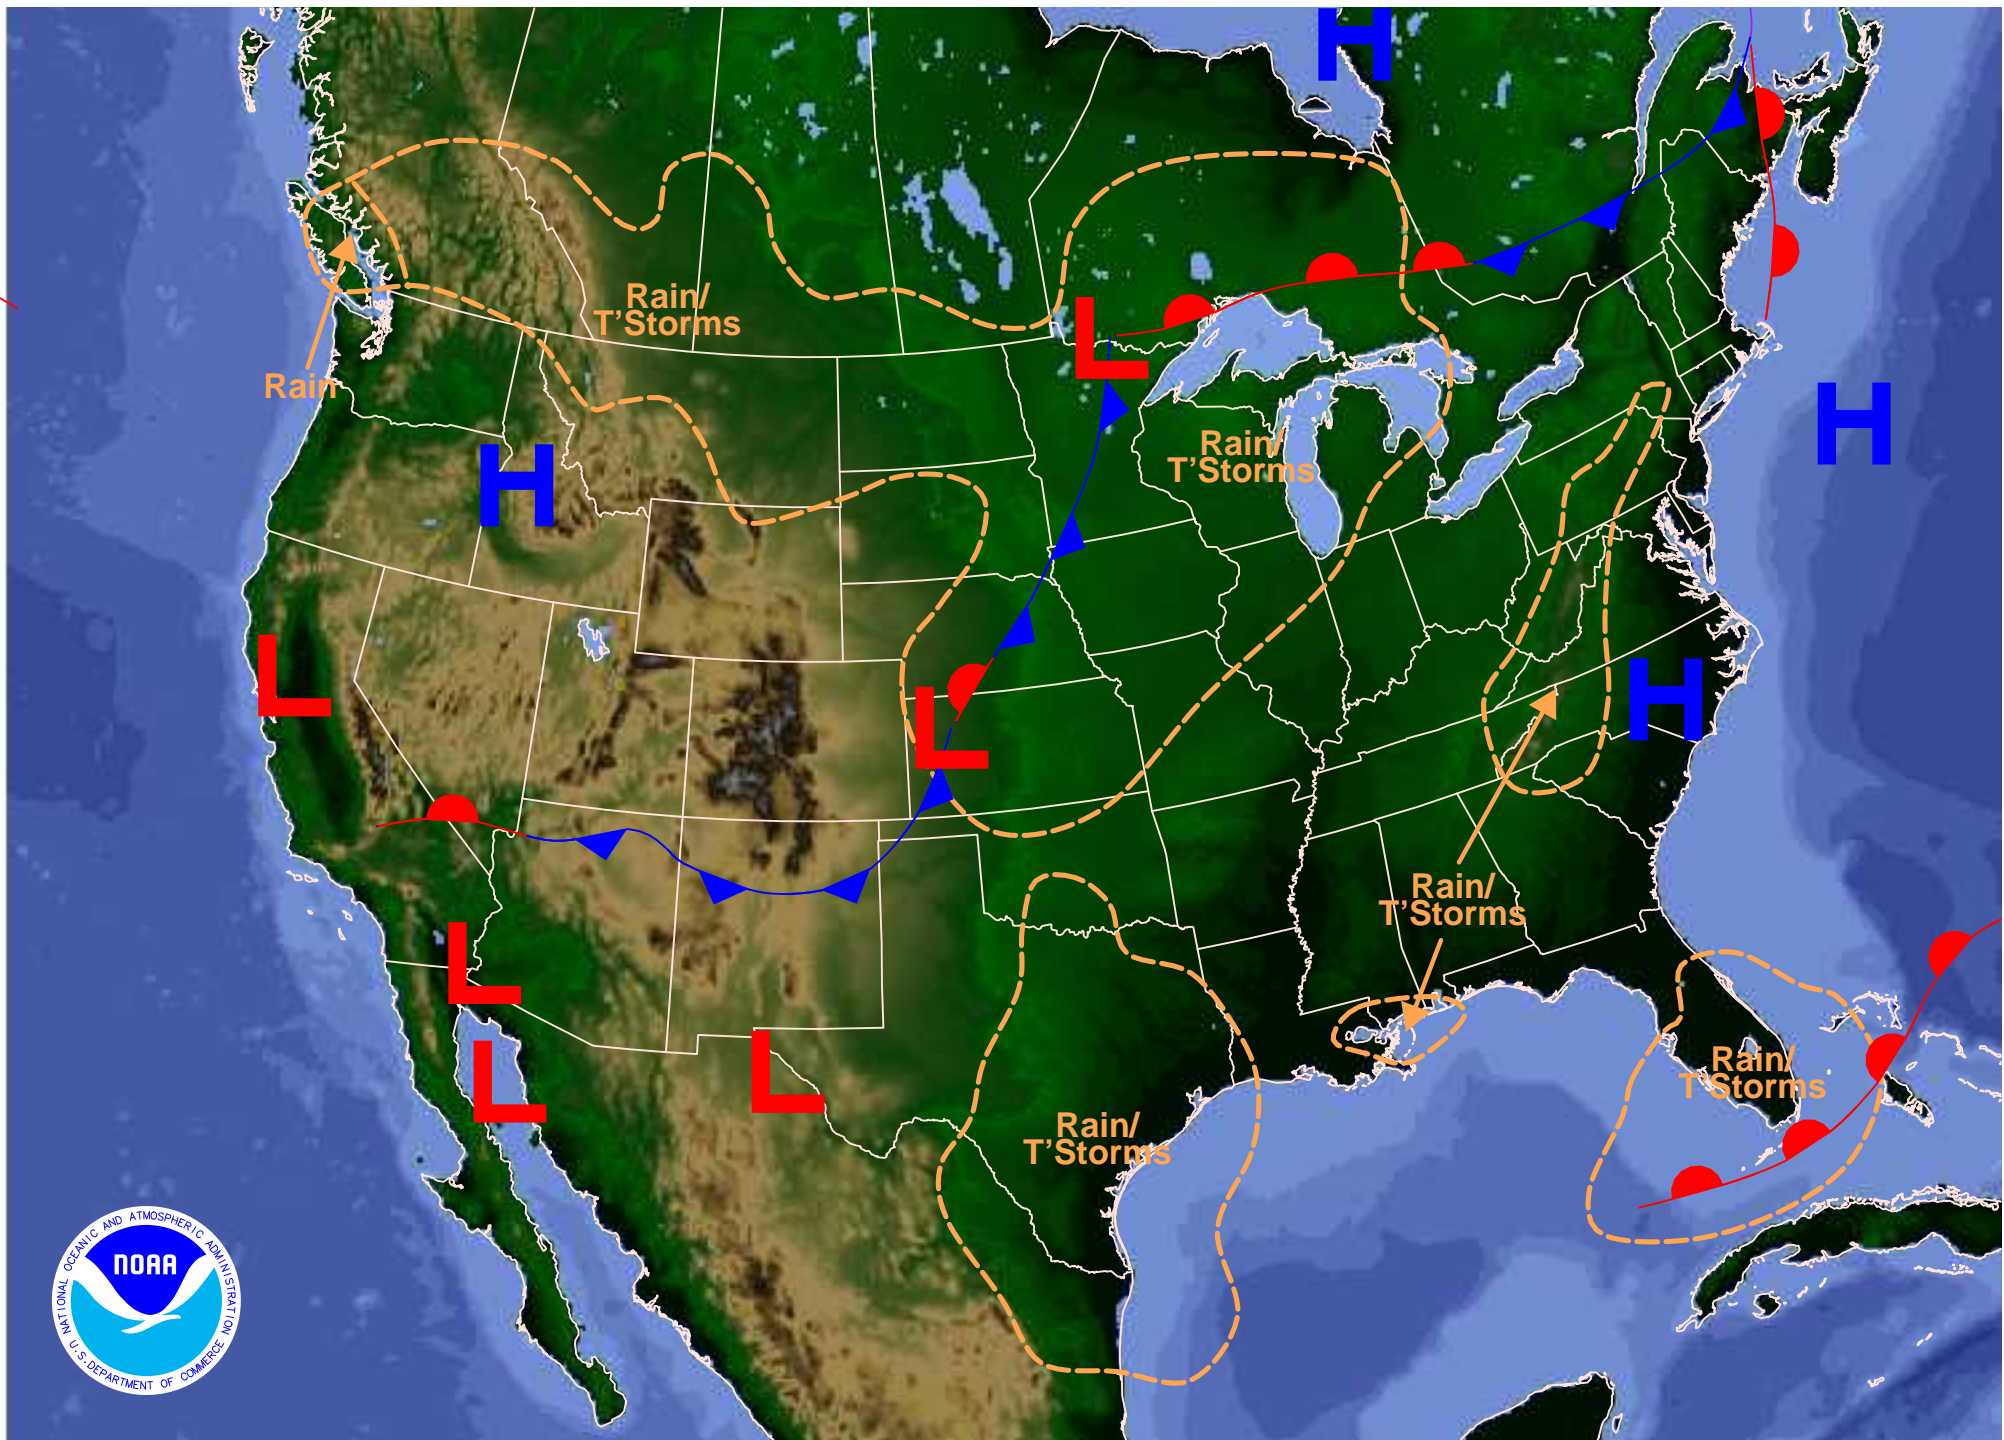 H
Rain/
T'Storms
Rain
L
H
Rain/
T'Storms
H
H
L
L
H
Rain/
T'Storms
L
L
L
Rain/
T'Storms
Rain/
T'Storms
NATIONAL OCEANIC AND ATMOSPHERIC ADMINISTRATION
NOAA
U.S. DEPARTMENT OF COMMERCE